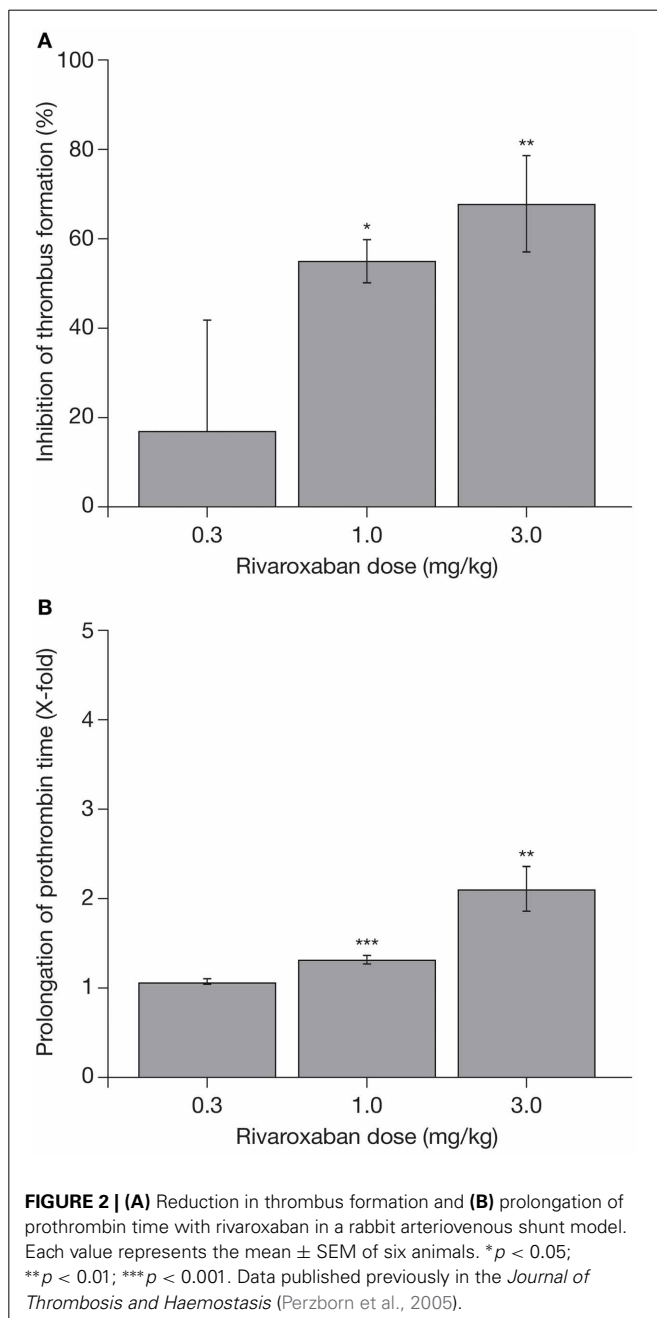 A
100
80
60
40
20
0
Inhibition of thrombus formation (%)
*
**
0.3 1.0 3.0
Rivaroxaban dose (mg/kg)
B
5
4
3
2
1
0
Prolongation of prothrombin time (X-fold)
***
**
0.3 1.0 3.0
Rivaroxaban dose (mg/kg)
FIGURE 2 | (A) Reduction in thrombus formation and (B) prolongation of
prothrombin time with rivaroxaban in a rabbit arteriovenous shunt model.
Each value represents the mean ± SEM of six animals. *p < 0.05;
**p < 0.01; ***p < 0.001. Data published previously in the Journal of
Thrombosis and Haemostasis (Perzborn et al., 2005).